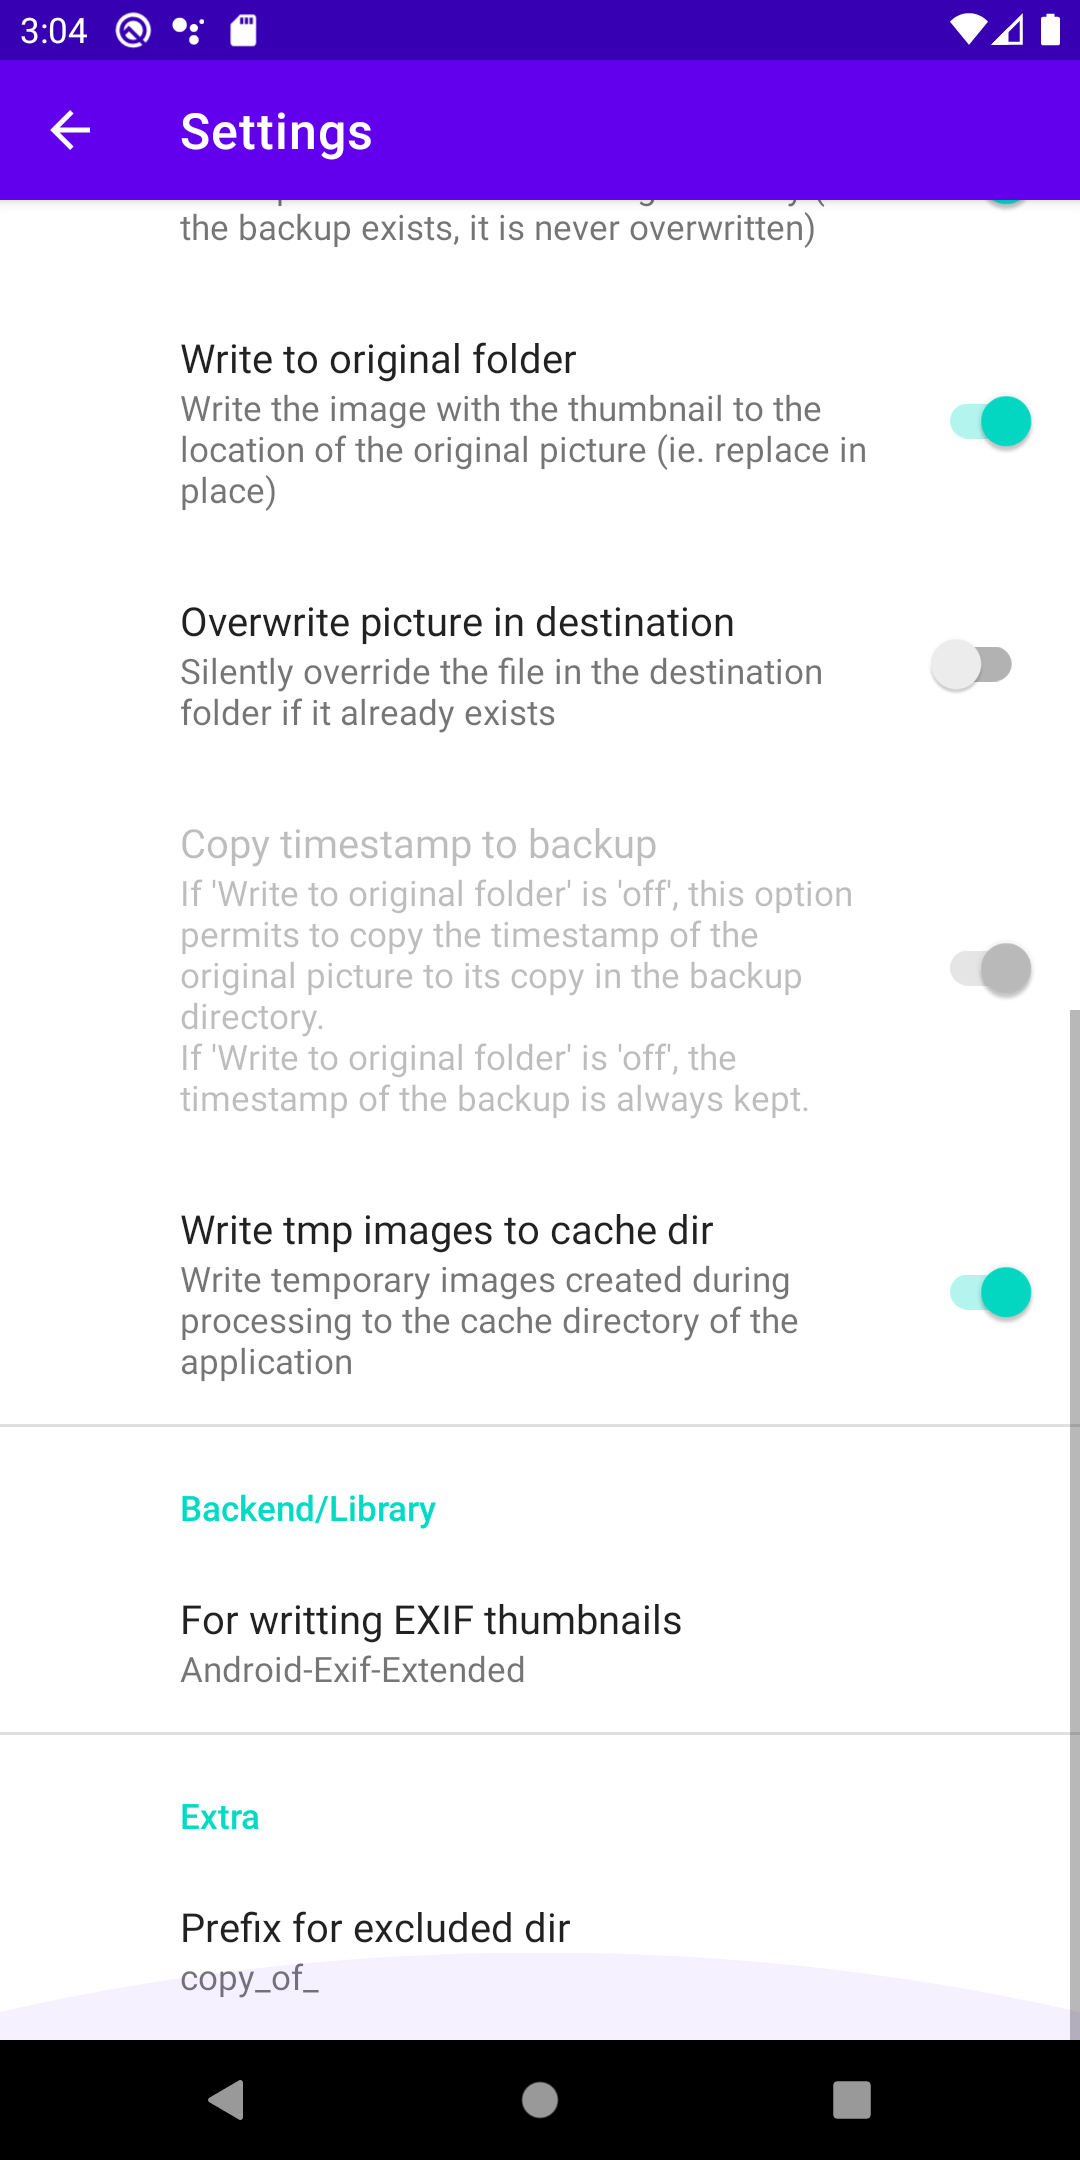 3:04
Settings
the backup exists, it is never overwritten)
Write to original folder
Write the image with the thumbnail to the
location of the original picture (ie. replace in
place)
Overwrite picture in destination
Silently override the file in the destination
folder if it already exists
Copy timestamp to backup
If 'Write to original folder' is 'off', this option
permits to copy the timestamp of the
original picture to its copy in the backup
directory.
If 'Write to original folder' is 'off', the
timestamp of the backup is always kept.
Write tmp images to cache dir
Write temporary images created during
processing to the cache directory of the
application
Backend/Library
For writting EXIF thumbnails
Android-Exif-Extended
Extra
Prefix for excluded dir
copy_of_